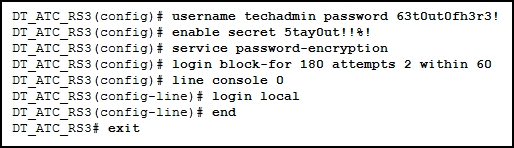 DT_ATC_RS3(config)# username techadmin password 63t0ut0fh3r3!
DT_ATC_RS3(config)# enable secret 5tay0ut!!%!
DT_ATC_RS3(config)# service password-encryption
DT_ATC_RS3(config)# login block-for 180 attempts 2 within 60
DT_ATC_RS3(config)# line console 0
DT_ATC_RS3(config-line)# login local
DT_ATC_RS3(config-line)# end
DT_ATC_RS3# exit